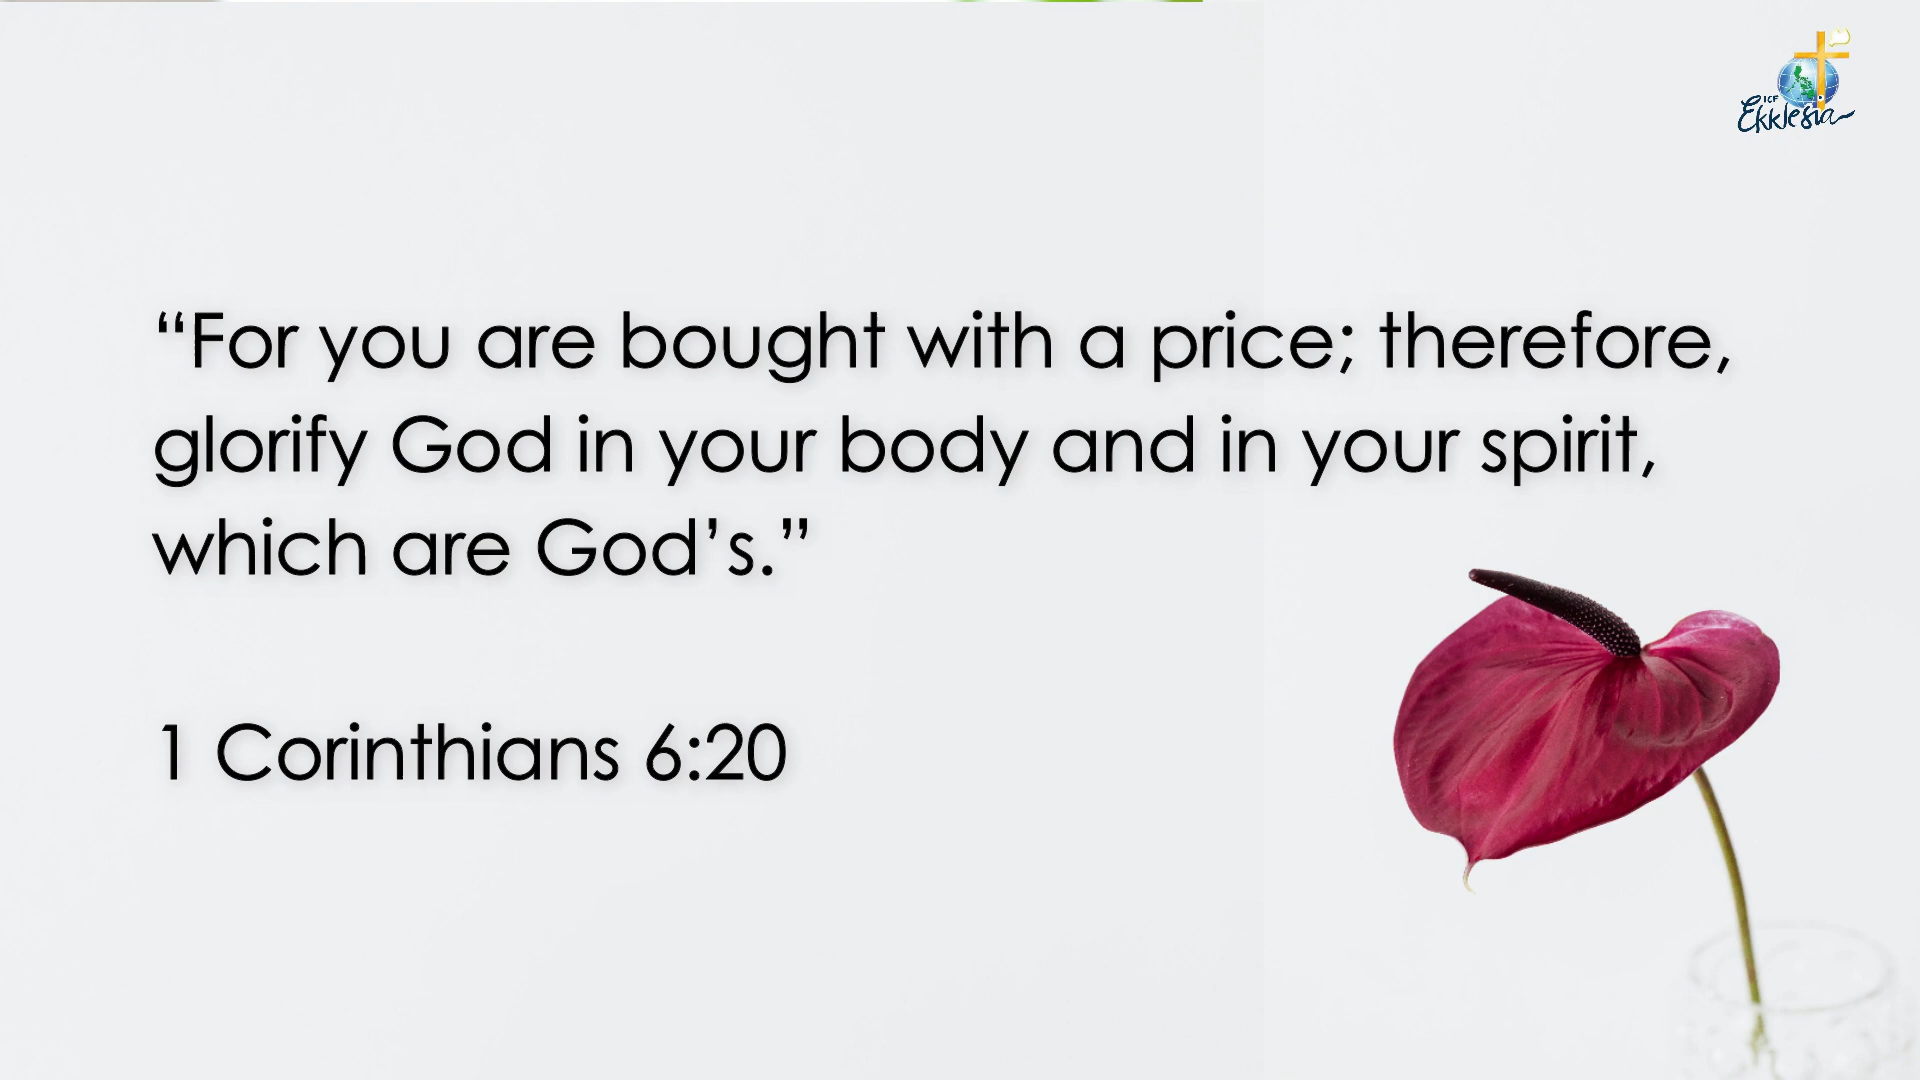 ICF
Ekklesia
“For you are bought with a price; therefore,
glorify God in your body and in your spirit,
which are God’s.”
1 Corinthians 6:20